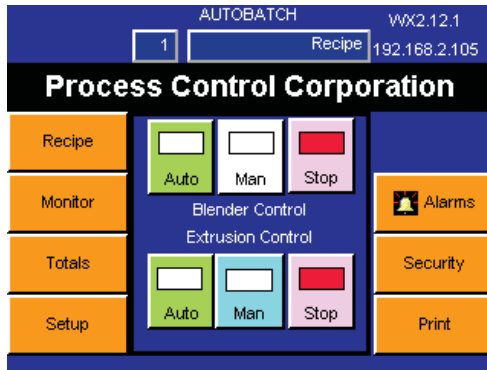 AUTOBATCH
WX2.12.1
1
Recipe
192.168.2.105
Process Control Corporation
Recipe
Monitor
Totals
Setup
Auto
Man
Stop
Blender Control
Extrusion Control
Auto
Man
Stop
Alarms
Security
Print